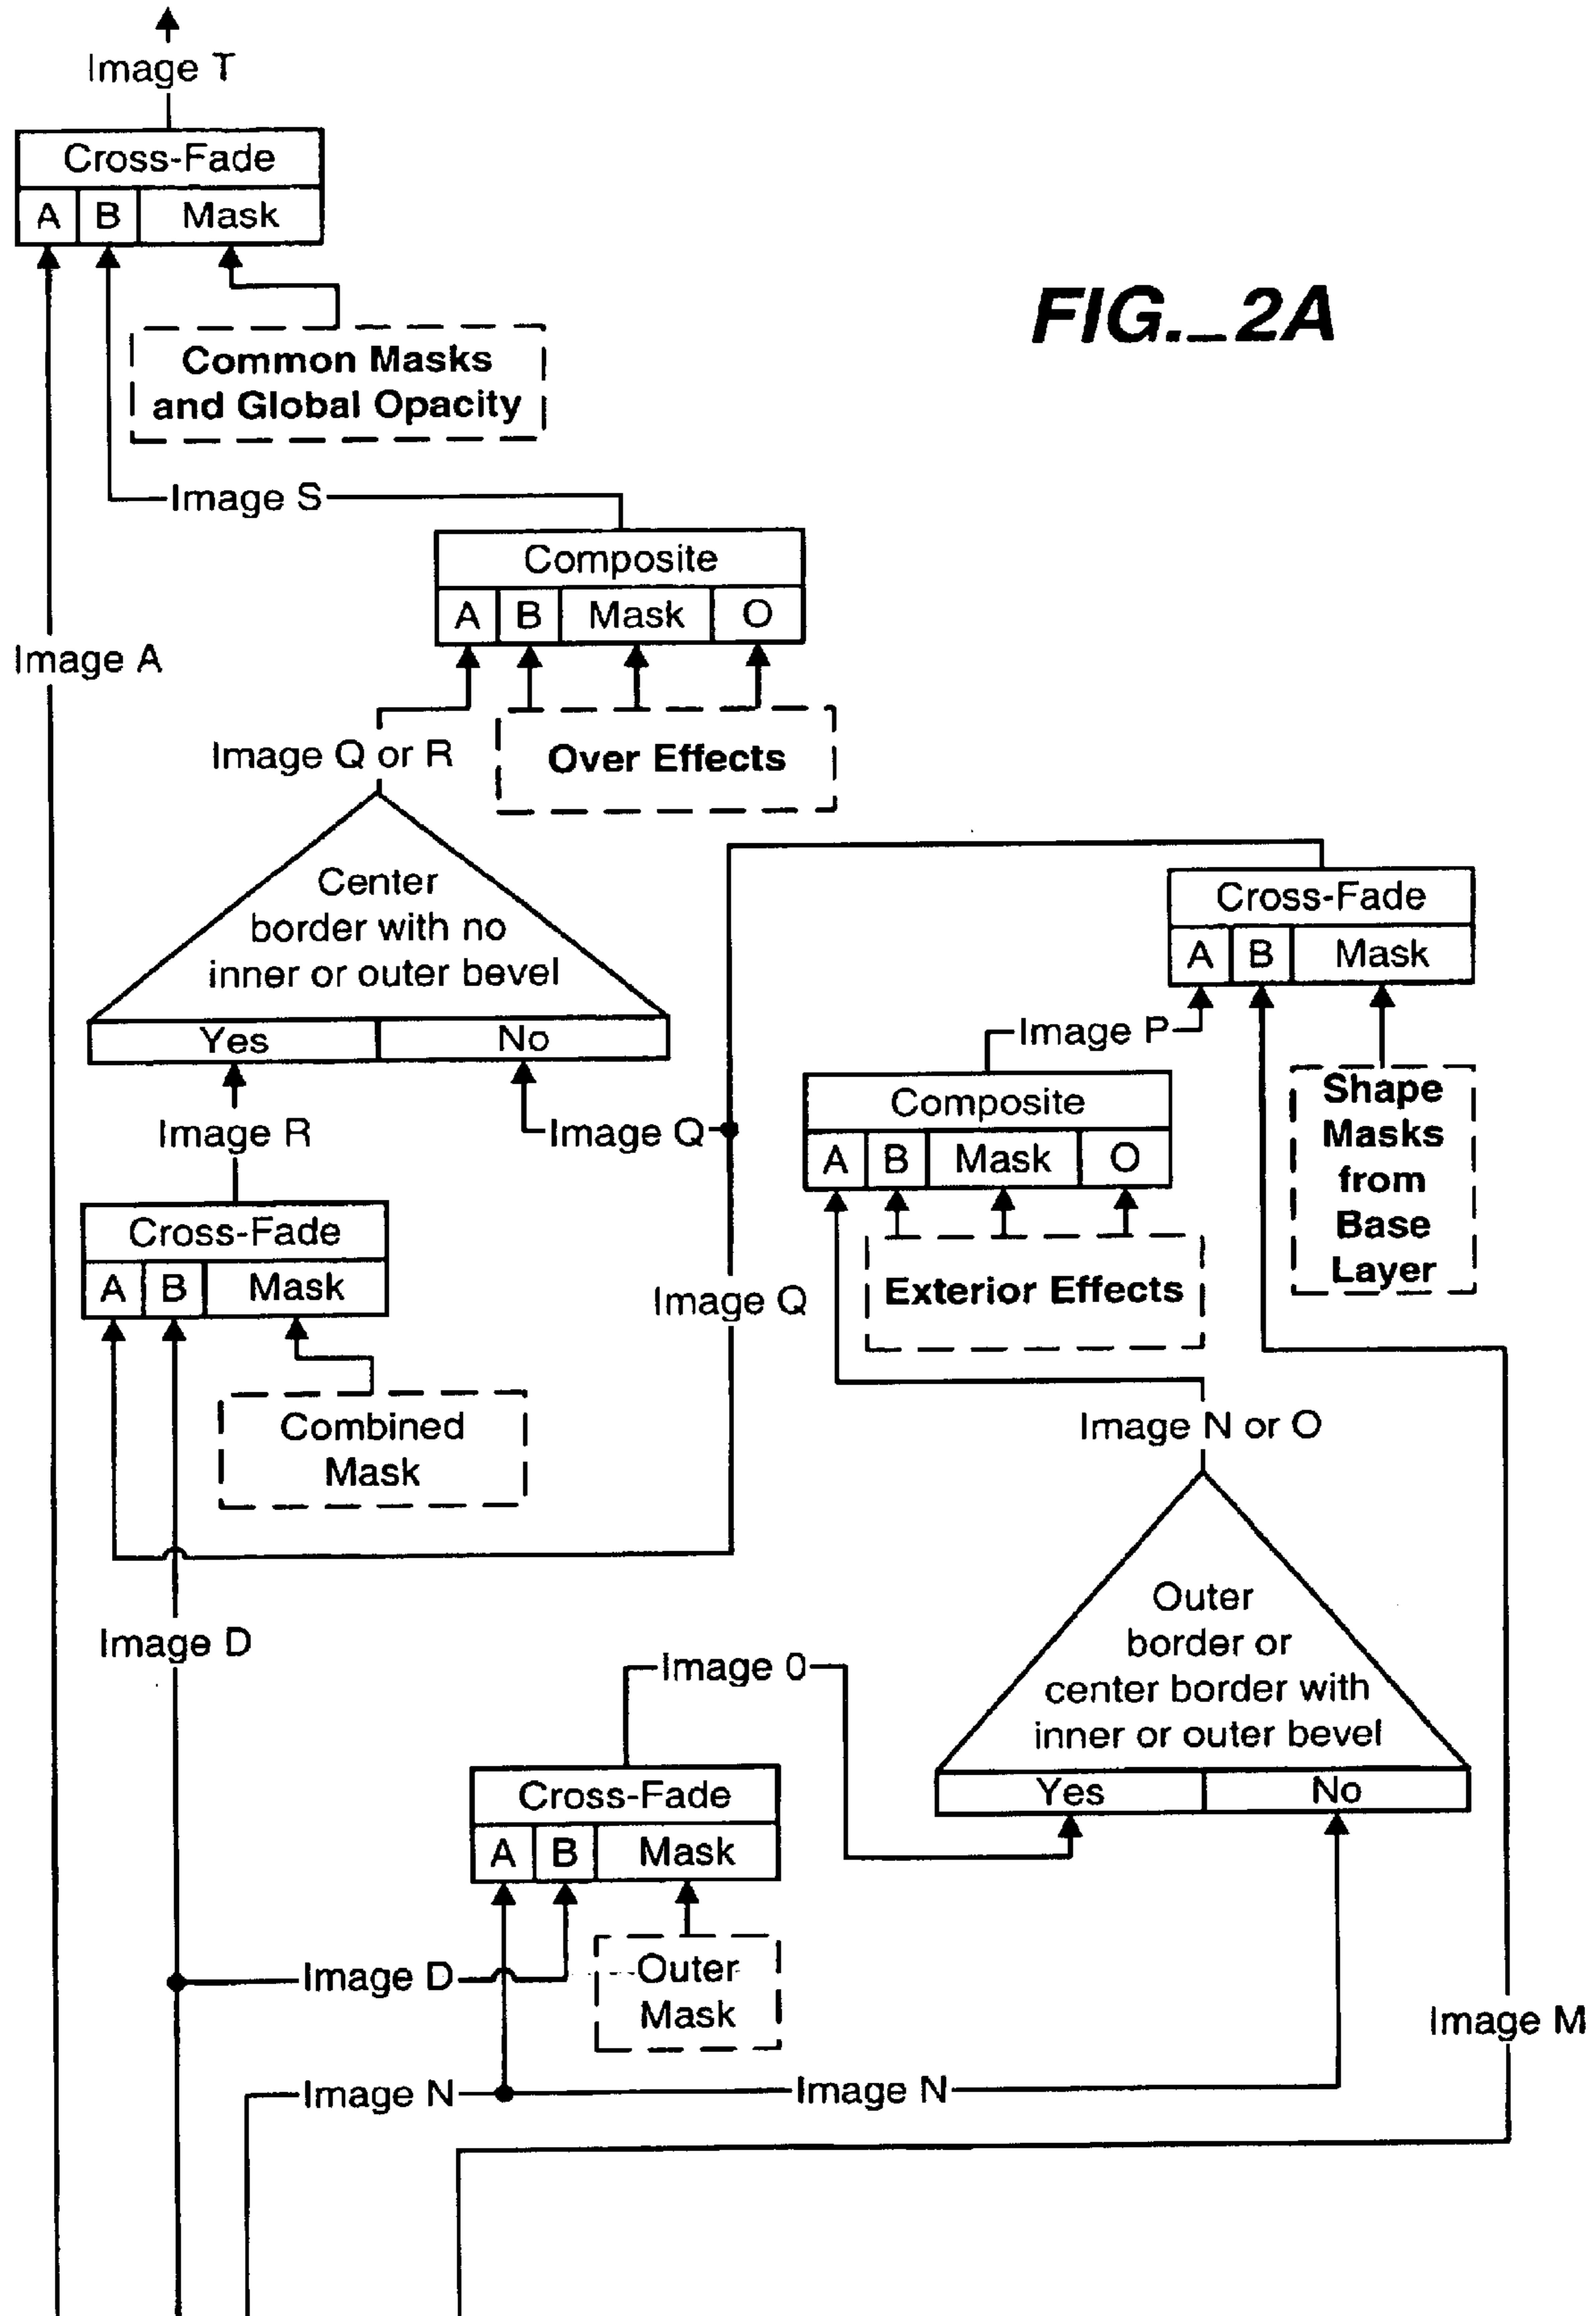 Image T
Cross-Fade
A B Mask
FIG._2A
Common Masks
and Global Opacity
Image S
Composite
A B Mask O
Image A
Image Q or R
Over Effects
Center
border with no
inner or outer bevel
Yes No
Cross-Fade
A B Mask
Image P
Shape
Masks
from
Base
Layer
Composite
A B Mask O
Image R
Image Q
Cross-Fade
A B Mask
Image Q
Exterior Effects
Combined
Mask
Image N or O
Outer
border or
center border with
inner or outer bevel
Yes No
Image D
Image 0
Cross-Fade
A B Mask
Image D
Outer
Mask
Image M
Image N
Image N